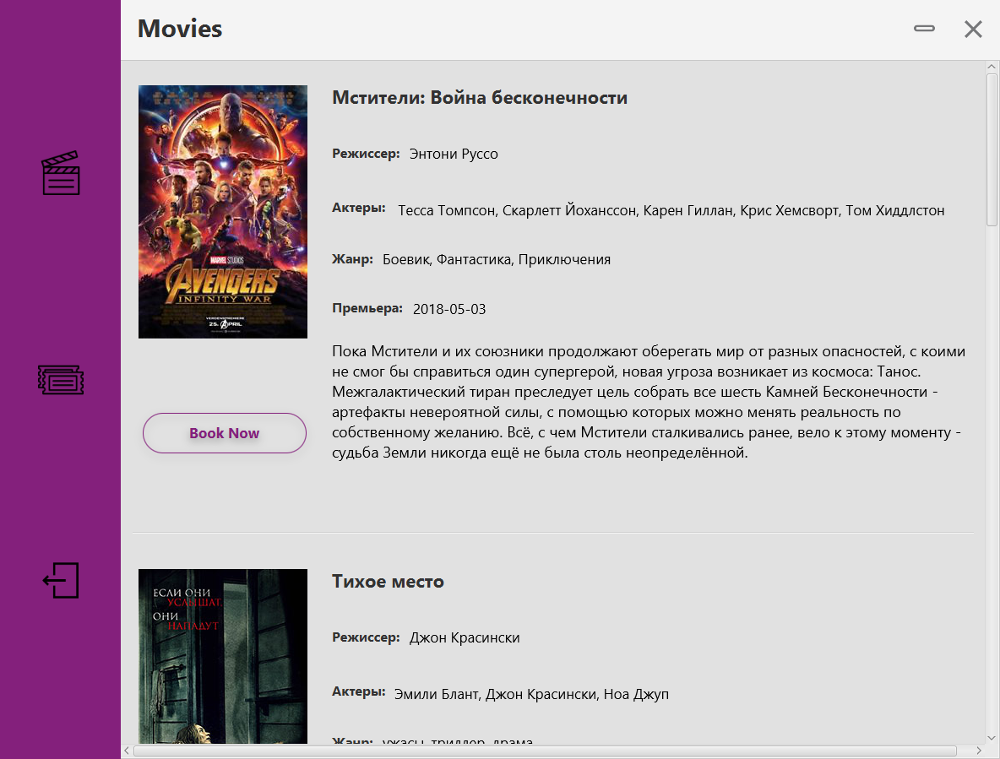 Movies
Мстители: Война бесконечности
Режиссер: Энтони Руссо
Актеры: Тесса Томпсон, Скарлетт Йоханссон, Карен Гиллан, Крис Хемсворт, Том Хиддлстон
Жанр: Боевик, Фантастика, Приключения
Премьера: 2018-05-03
Пока Мстители и их союзники продолжают оберегать мир от разных опасностей, с коими
не смог бы справиться один супергерой, новая угроза возникает из космоса: Танос.
Межгалактический тиран преследует цель собрать все шесть Камней Бесконечности -
артефакты невероятной силы, с помощью которых можно менять реальность по
собственному желанию. Всё, с чем Мстители сталкивались ранее, вело к этому моменту -
судьба Земли никогда ещё не была столь неопределённой.
MARVEL STUDIOS
AVENGERS
INFINITY WAR
VERDENSPREMIERE
25. APRIL
Book Now
Тихое место
Режиссер: Джон Красински
Актеры: Эмили Блант, Джон Красински, Ноа Джуп
Жанр: ужасы, триллер, драма
ЕСЛИ ОНИ
УСЛЫШАТ,
ОНИ
НАПАДУТ